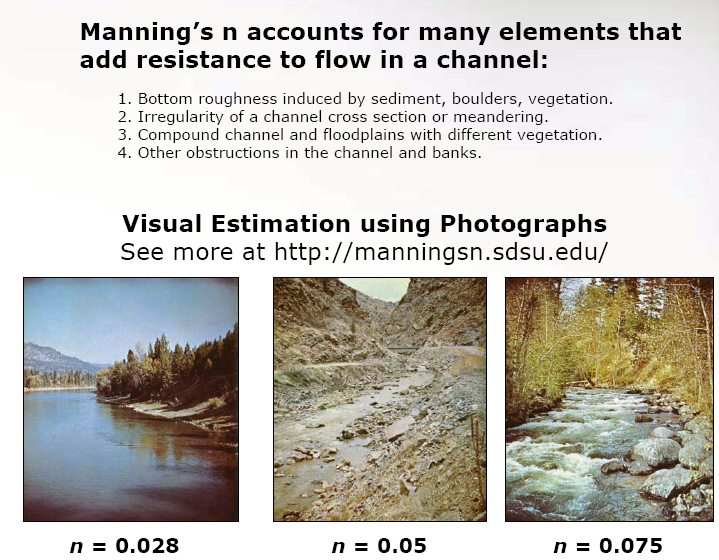 Manning’s n accounts for many elements that
add resistance to flow in a channel:
1. Bottom roughness induced by sediment, boulders, vegetation.
2. Irregularity of a channel cross section or meandering.
3. Compound channel and floodplains with different vegetation.
4. Other obstructions in the channel and banks.
Visual Estimation using Photographs
See more at http://manningsn.sdsu.edu/
n = 0.028
n = 0.05
n = 0.075